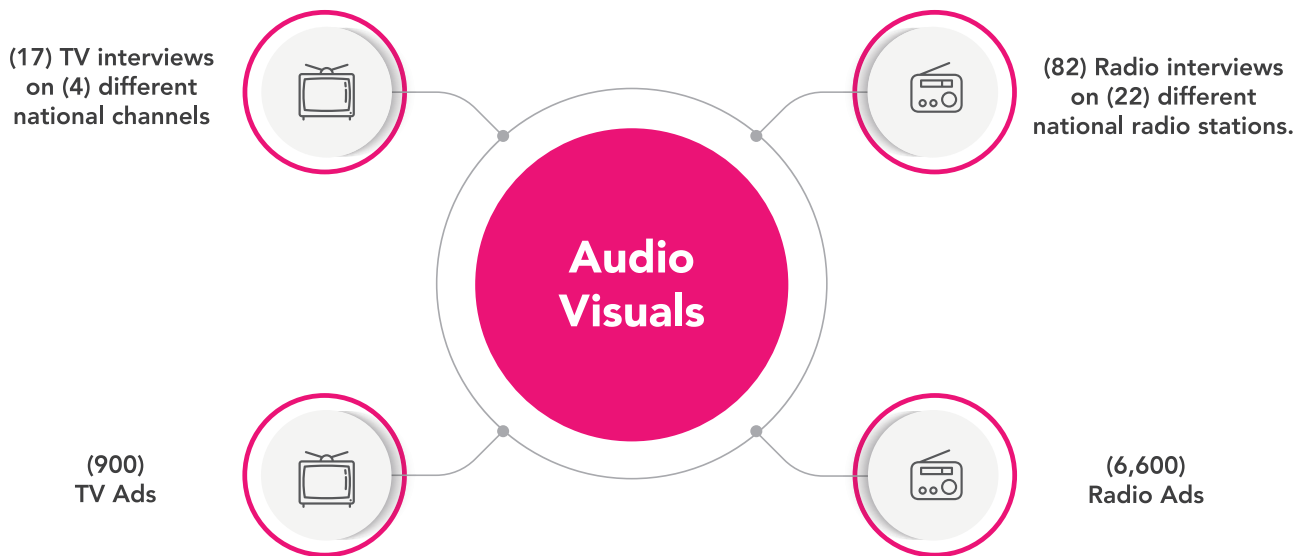 (17) TV interviews
on (4) different
national channels
(82) Radio interviews
on (22) different
national radio stations.
Audio
Visuals
(900)
TV Ads
(6,600)
Radio Ads